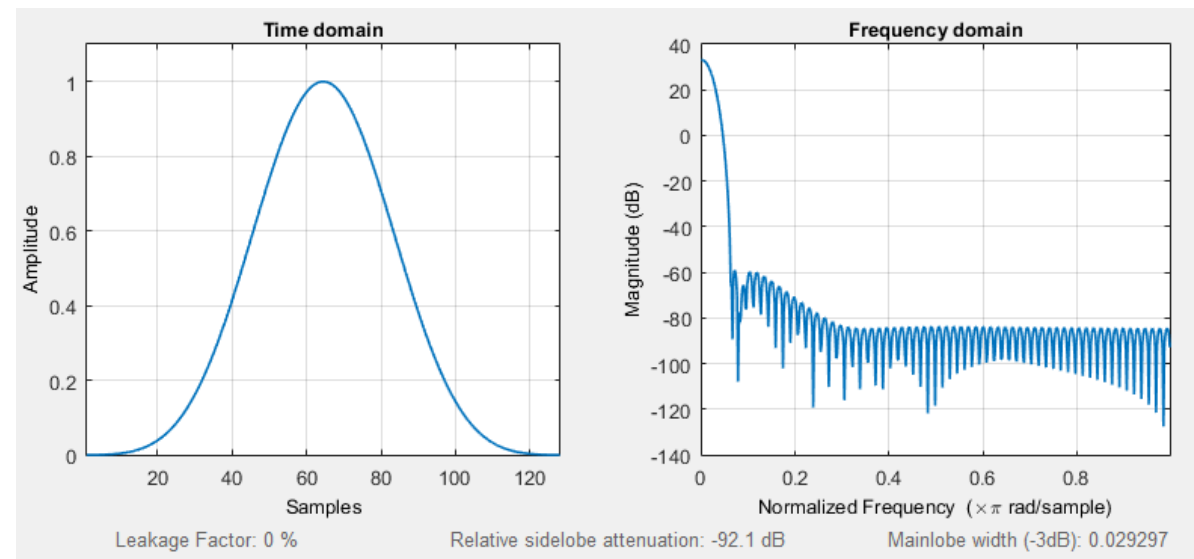 Time domain
Amplitude
1
0.8
0.6
0.4
0.2
0
20 40 60 80 100 120
Samples
Frequency domain
Magnitude (dB)
40
20
0
-20
-40
-60
-80
-100
-120
-140
0 0.2 0.4 0.6 0.8
Normalized Frequency (×π rad/sample)
Leakage Factor: 0 % Relative sidelobe attenuation: -92.1 dB Mainlobe width (-3dB): 0.029297